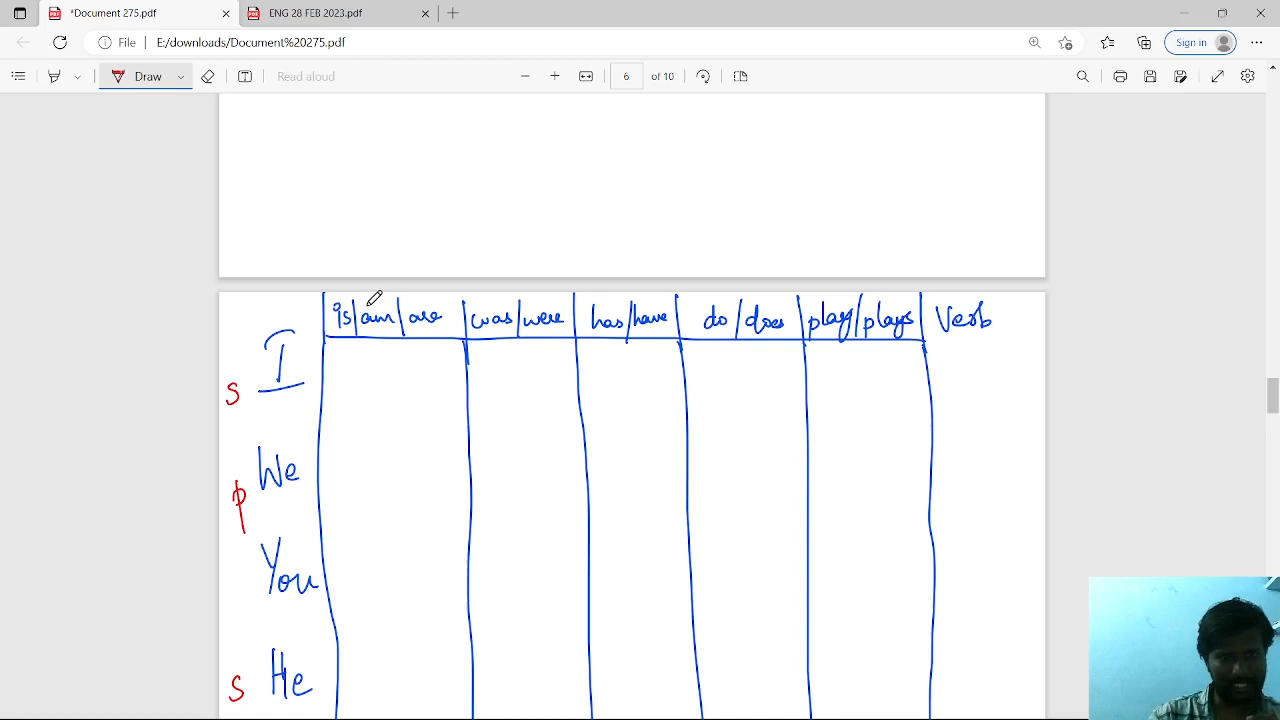 *Document 275.pdf
ENG 28 FEB 2023.pdf
File E:/downloads/Document%20275.pdf
Sign in
Draw
Read aloud
6 of 10
is|am|are was|were has/have do/does play/plays Verb
I
s
We
p
You
s He